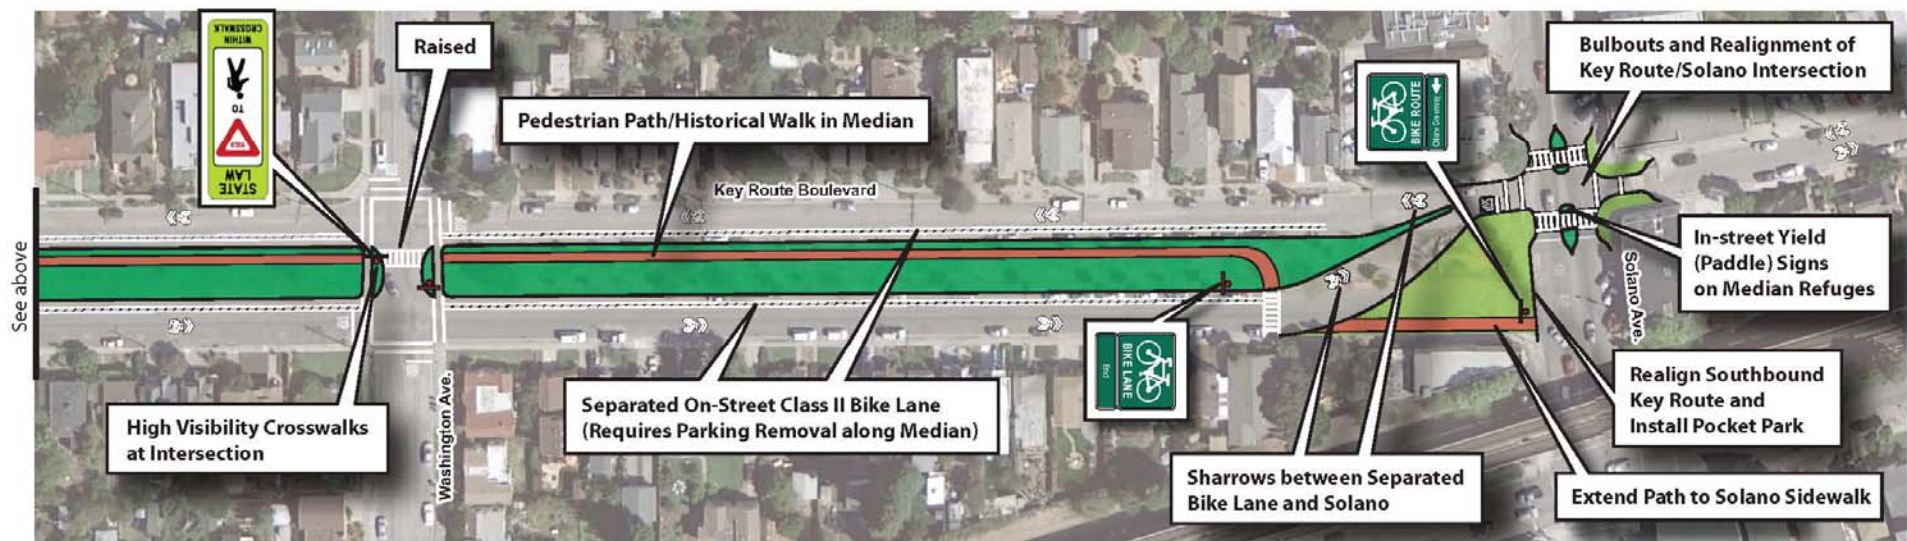 WITHIN
CROSSWALK
TO
YIELD
STATE
LAW
Raised
Pedestrian Path/Historical Walk in Median
Key Route Boulevard
BIKE ROUTE
Ohlone Greenway
Bulbouts and Realignment of
Key Route/Solano Intersection
See above
In-street Yield
(Paddle) Signs
on Median Refuges
Solano Ave.
High Visibility Crosswalks
at Intersection
Washington Ave.
Separated On-Street Class II Bike Lane
(Requires Parking Removal along Median)
BIKE LANE
End
Sharrows between Separated
Bike Lane and Solano
Realign Southbound
Key Route and
Install Pocket Park
Extend Path to Solano Sidewalk